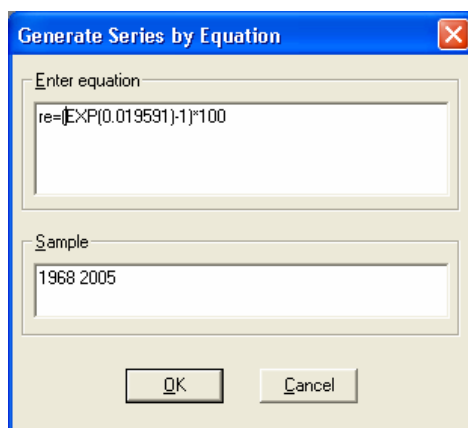 Generate Series by Equation
Enter equation
re=(EXP(0.019591)-1)*100
Sample
1968 2005
OK
Cancel